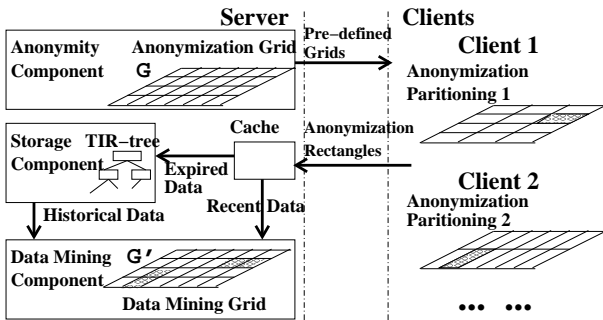 Server
Clients
Anonymity
Component
Anonymization Grid
G
Pre-defined
Grids
Client 1
Anonymization
Paritioning 1
Storage
Component
TIR-tree
Cache
Expired
Data
Anonymization
Rectangles
Client 2
Anonymization
Partitioning 2
Historical Data
Recent Data
Data Mining
Component
G'
Data Mining Grid